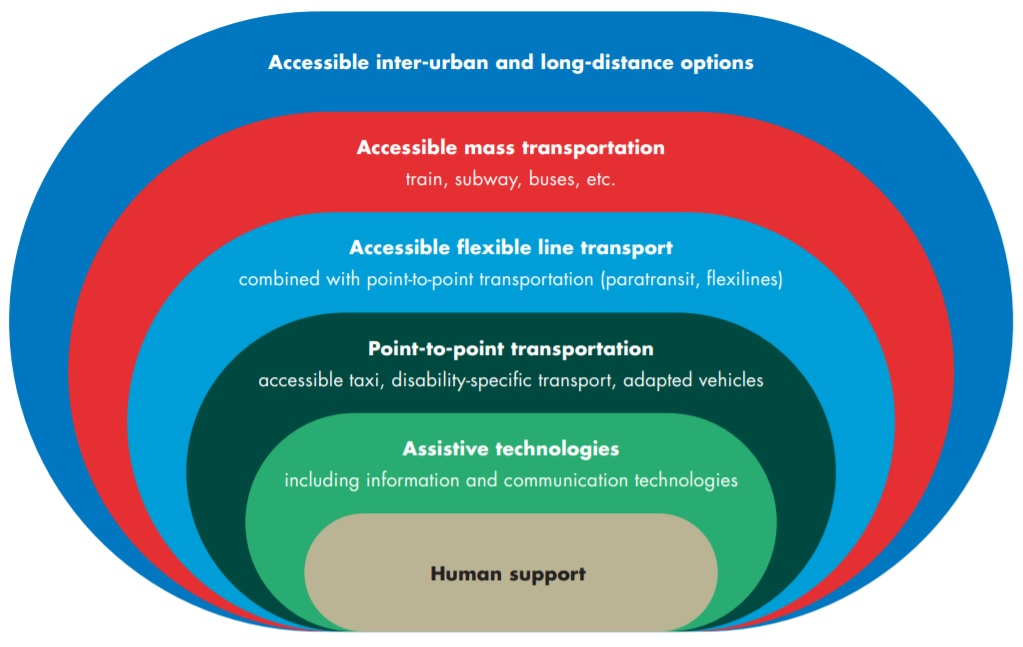 Accessible inter-urban and long-distance options
Accessible mass transportation
train, subway, buses, etc.
Accessible flexible line transport
combined with point-to-point transportation (paratransit, flexilines)
Point-to-point transportation
accessible taxi, disability-specific transport, adapted vehicles
Assistive technologies
including information and communication technologies
Human support